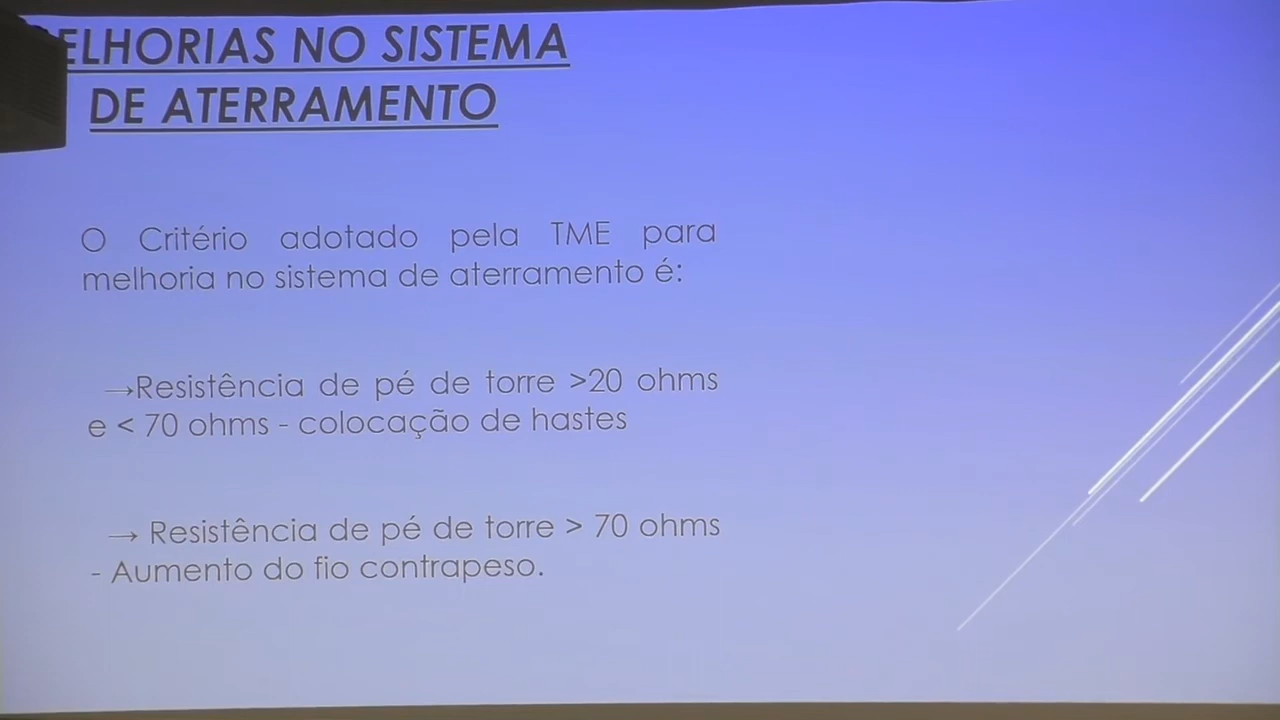 ELHORIAS NO SISTEMA
DE ATERRAMENTO
O Critério adotado pela TME para
melhoria no sistema de aterramento é:
→Resistência de pé de torre >20 ohms
e < 70 ohms - colocação de hastes
→ Resistência de pé de torre > 70 ohms
- Aumento do fio contrapeso.